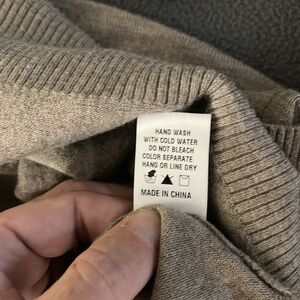 HAND WASH
WITH COLD WATER
DO NOT BLEACH
COLOR SEPARATE
HANG OR LINE DRY
MADE IN CHINA